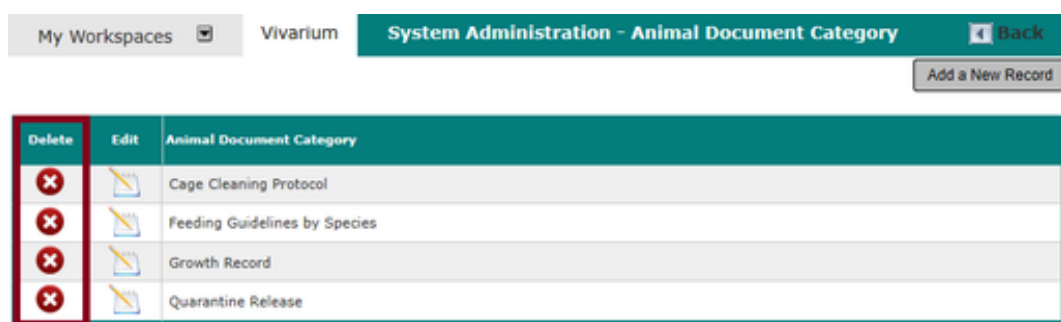 My Workspaces Vivarium System Administration - Animal Document Category Back
Add a New Record
Delete Edit Animal Document Category
Cage Cleaning Protocol
Feeding Guidelines by Species
Growth Record
Quarantine Release